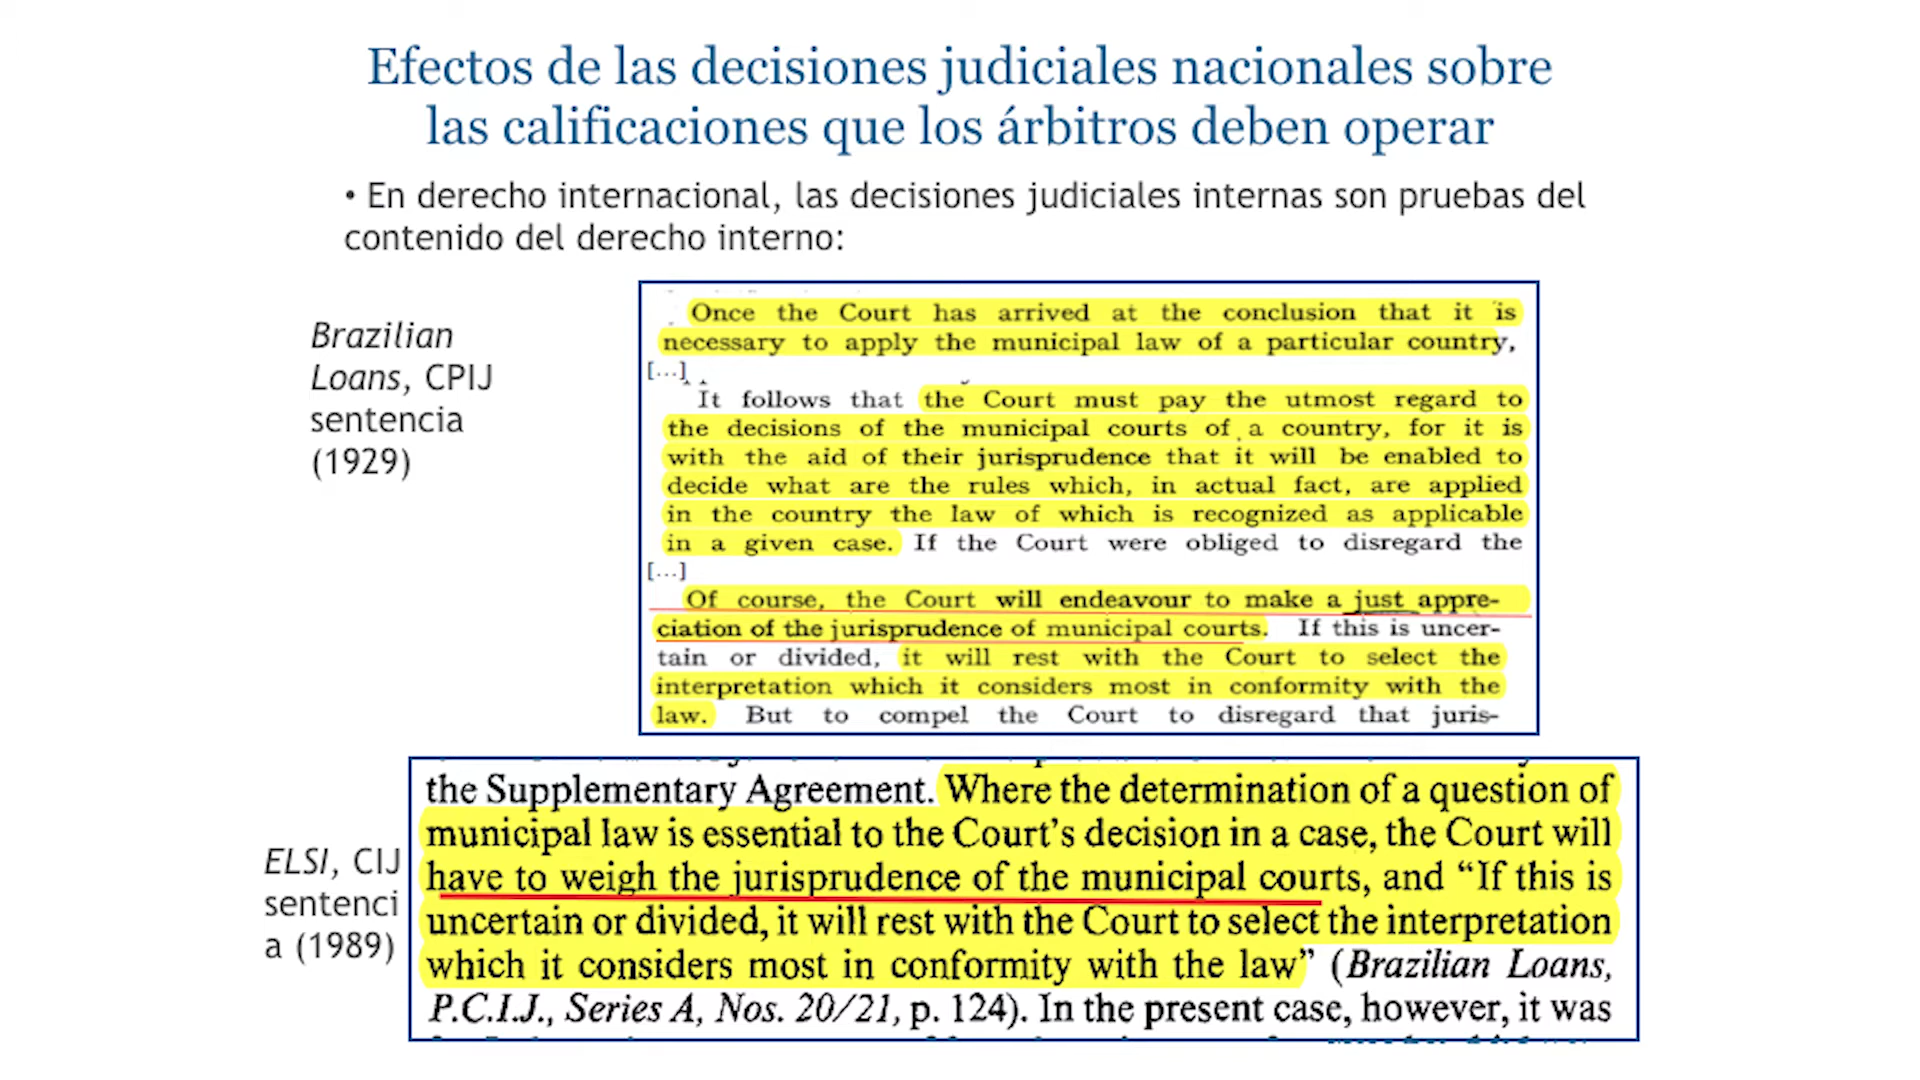 Efectos de las decisiones judiciales nacionales sobre
las calificaciones que los árbitros deben operar
• En derecho internacional, las decisiones judiciales internas son pruebas del
contenido del derecho interno:
Brazilian
Loans, CPIJ
sentencia
(1929)
Once the Court has arrived at the conclusion that it is
necessary to apply the municipal law of a particular country,
[...]
It follows that the Court must pay the utmost regard to
the decisions of the municipal courts of a country, for it is
with the aid of their jurisprudence that it will be enabled to
decide what are the rules which, in actual fact, are applied
in the country the law of which is recognized as applicable
in a given case. If the Court were obliged to disregard the
[...]
Of course, the Court will endeavour to make a just appre-
ciation of the jurisprudence of municipal courts. If this is uncer-
tain or divided, it will rest with the Court to select the
interpretation which it considers most in conformity with the
law. But to compel the Court to disregard that juris-
ELSI, CIJ
sentenci
a (1989)
the Supplementary Agreement. Where the determination of a question of
municipal law is essential to the Court's decision in a case, the Court will
have to weigh the jurisprudence of the municipal courts, and “If this is
uncertain or divided, it will rest with the Court to select the interpretation
which it considers most in conformity with the law” (Brazilian Loans,
P.C.I.J., Series A, Nos. 20/21, p. 124). In the present case, however, it was